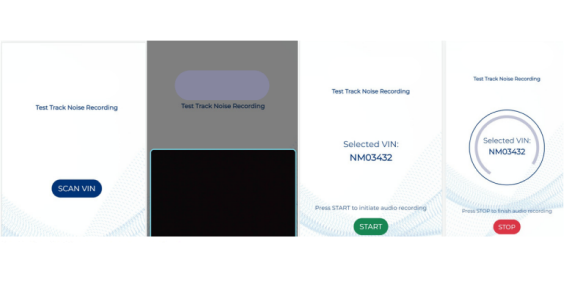 Test Track Noise Recording
SCAN VIN
Test Track Noise Recording
Test Track Noise Recording
Selected VIN:
NM03432
Press START to initiate audio recording
START
Test Track Noise Recording
Selected VIN:
NM03432
Press STOP to finish audio recording
STOP